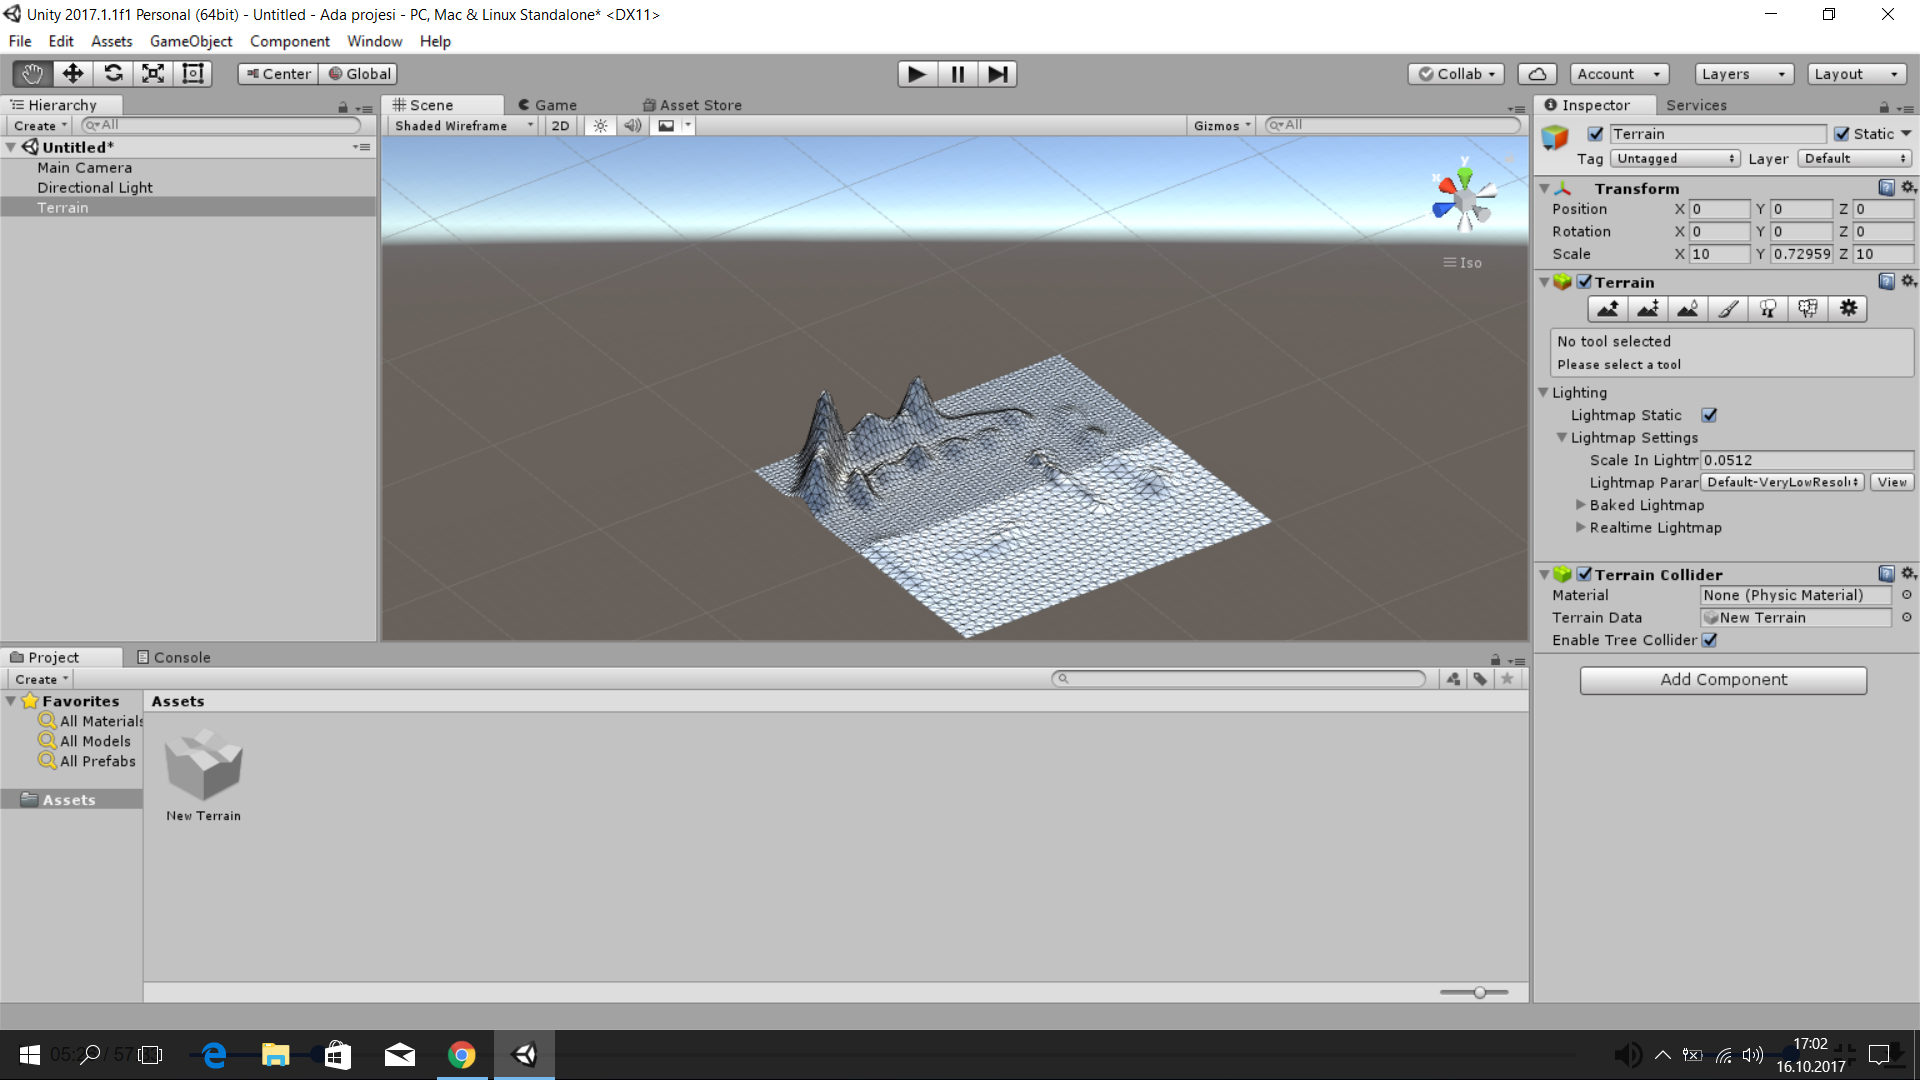 Unity 2017.1.1f1 Personal (64bit) - Untitled - Ada projesi - PC, Mac & Linux Standalone* <DX11>
File Edit Assets GameObject Component Window Help
Center Global
Collab Account Layers Layout
Hierarchy
Create All
Untitled*
Main Camera
Directional Light
Terrain
Scene Game Asset Store
Shaded Wireframe 2D Gizmos All
y
x
Iso
Inspector Services
Terrain Static
Tag Untagged Layer Default
Transform
Position X 0 Y 0 Z 0
Rotation X 0 Y 0 Z 0
Scale X 10 Y 0.72959 Z 10
Terrain
No tool selected
Please select a tool
Lighting
Lightmap Static
Lightmap Settings
Scale In Lightm 0.0512
Lightmap Parar Default-VeryLowResolu View
Baked Lightmap
Realtime Lightmap
Terrain Collider
Material None (Physic Material)
Terrain Data New Terrain
Enable Tree Collider
Add Component
Project Console
Create
Favorites
All Materials
All Models
All Prefabs
Assets
Assets
New Terrain
17:02
16.10.2017